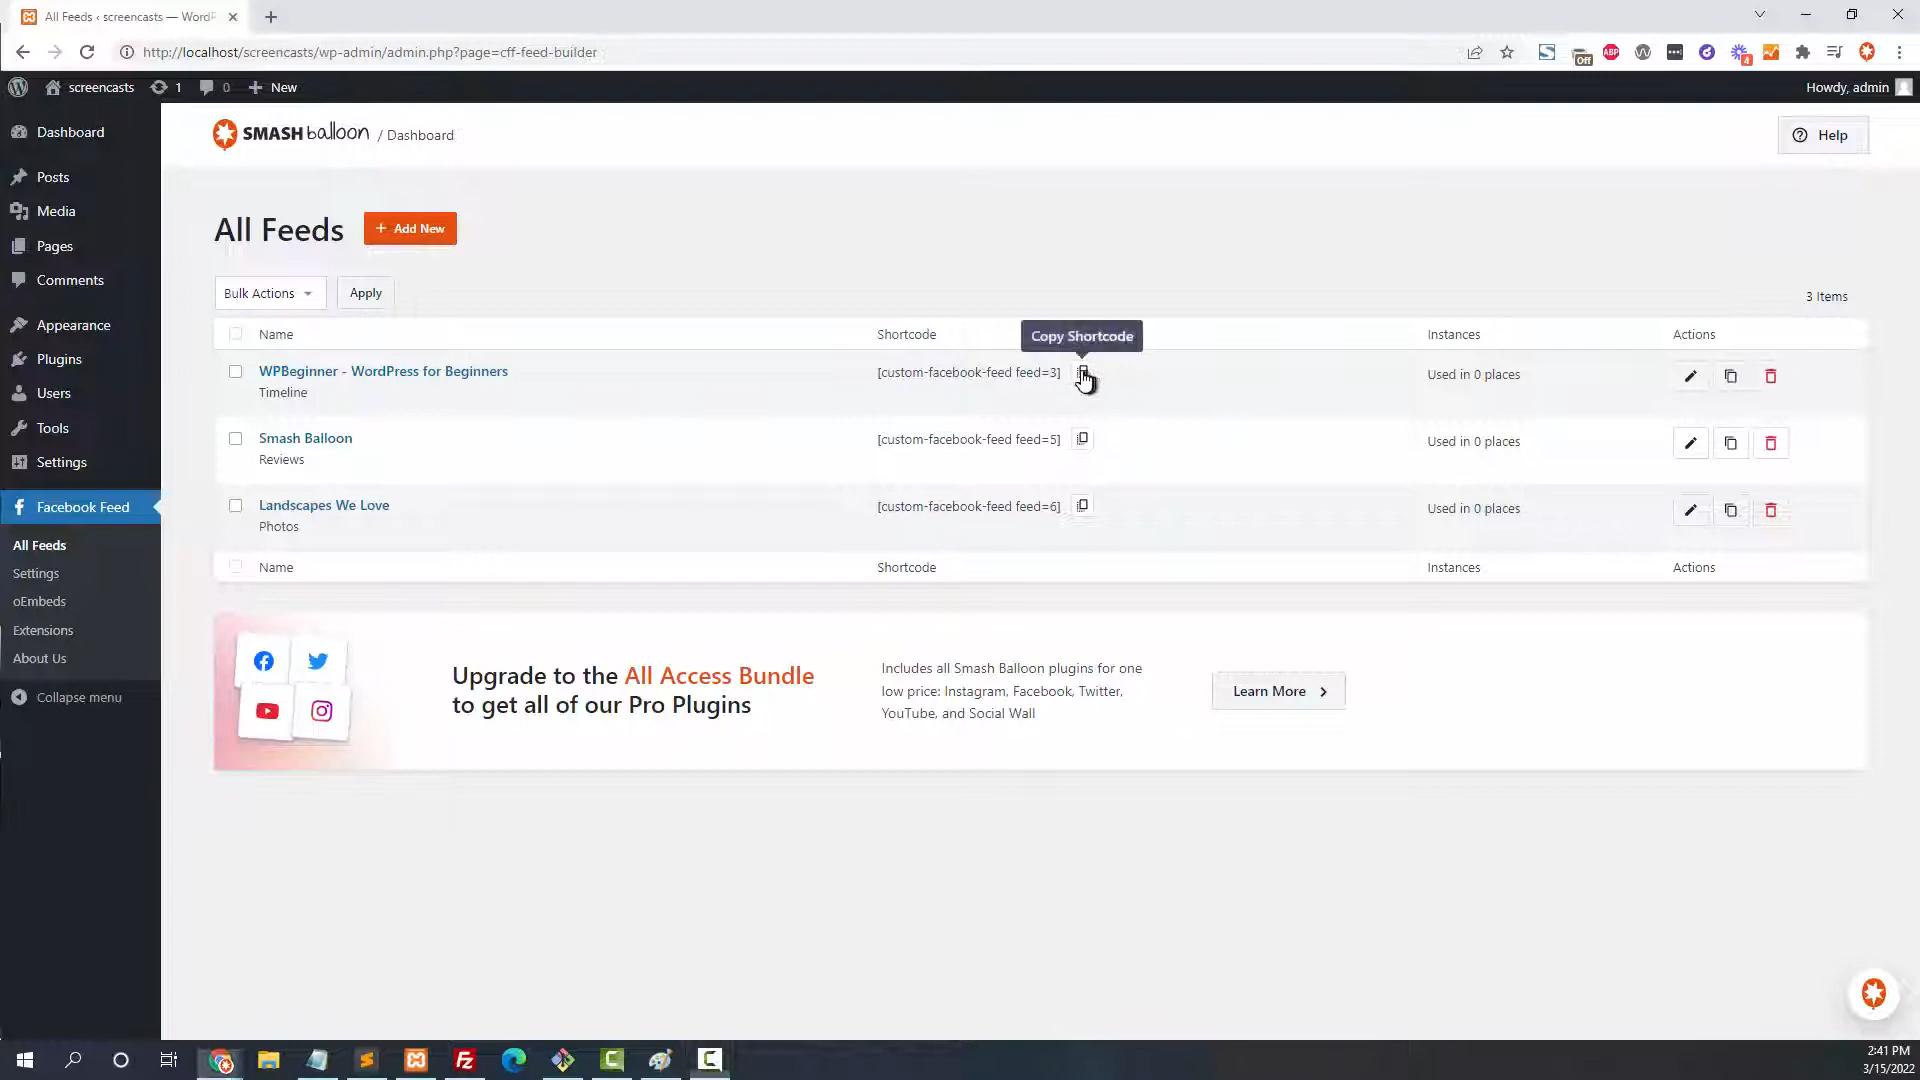 All Feeds ‹ screencasts — WordP
http://localhost/screencasts/wp-admin/admin.php?page=cff-feed-builder
Off
ABP
4
screencasts
1
0
New
Howdy, admin
Dashboard
Posts
Media
Pages
Comments
Appearance
Plugins
Users
Tools
Settings
Facebook Feed
All Feeds
Settings
oEmbeds
Extensions
About Us
Collapse menu
SMASH balloon / Dashboard
Help
All Feeds
+ Add New
Bulk Actions
Apply
3 Items
Name
Shortcode
Copy Shortcode
Instances
Actions
WPBeginner - WordPress for Beginners
Timeline
[custom-facebook-feed feed=3]
Used in 0 places
Smash Balloon
Reviews
[custom-facebook-feed feed=5]
Used in 0 places
Landscapes We Love
Photos
[custom-facebook-feed feed=6]
Used in 0 places
Name
Shortcode
Instances
Actions
Upgrade to the All Access Bundle
to get all of our Pro Plugins
Includes all Smash Balloon plugins for one
low price: Instagram, Facebook, Twitter,
YouTube, and Social Wall
Learn More
2:41 PM
3/15/2022